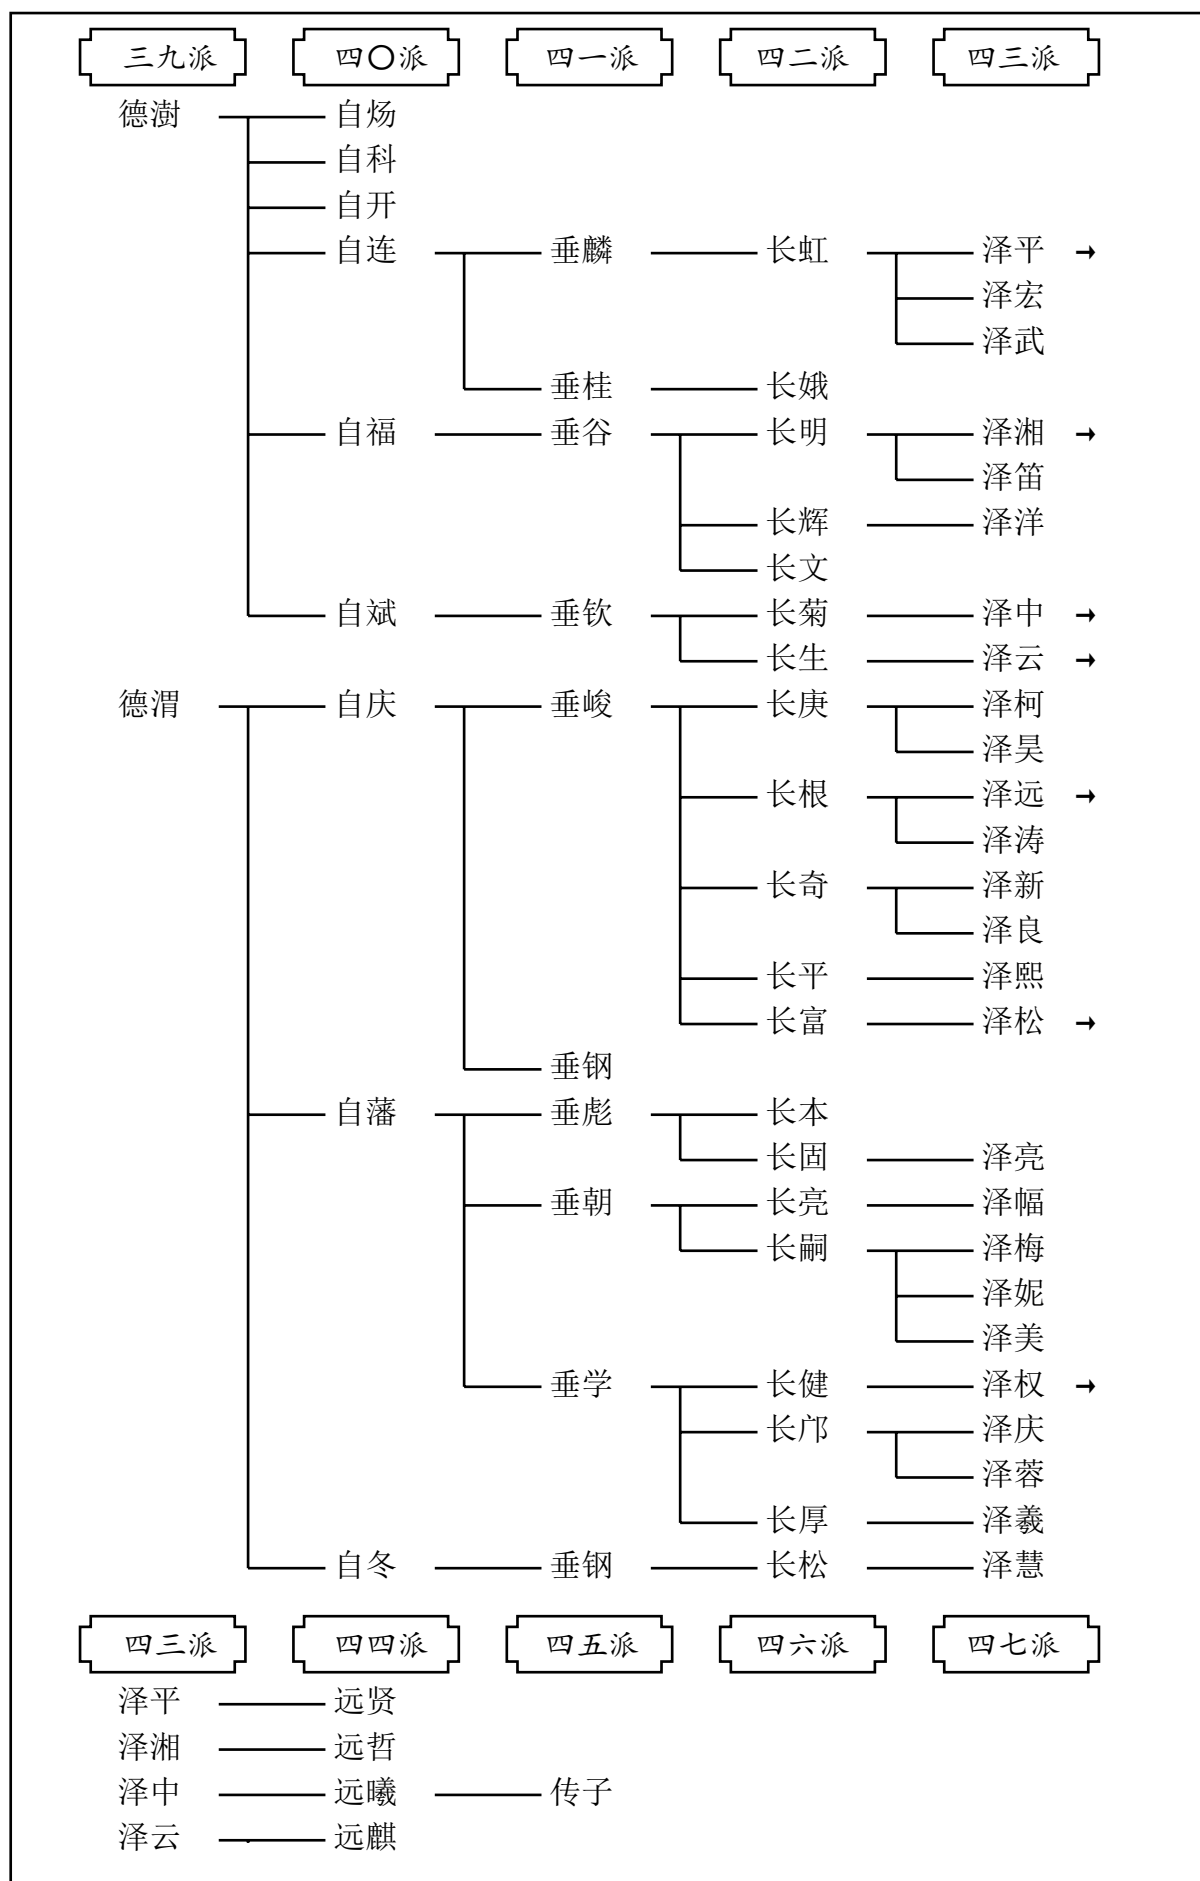 三九派 四〇派 四一派 四二派 四三派
德澍 自炀
自科
自开
自连 垂麟 长虹 泽平 →
泽宏
泽武
垂桂 长娥
自福 垂谷 长明 泽湘 →
泽笛
长辉 泽洋
长文
自斌 垂钦 长菊 泽中 →
长生 泽云 →
德渭 自庆 垂峻 长庚 泽柯
泽昊
长根 泽远 →
泽涛
长奇 泽新
泽良
长平 泽熙
长富 泽松 →
垂钢
自藩 垂彪 长本
长固 泽亮
垂朝 长亮 泽幅
长嗣 泽梅
泽妮
泽美
垂学 长健 泽权 →
长邝 泽庆
泽蓉
长厚 泽羲
自冬 垂钢 长松 泽慧
四三派 四四派 四五派 四六派 四七派
泽平 远贤
泽湘 远哲
泽中 远曦 传子
泽云 远麒